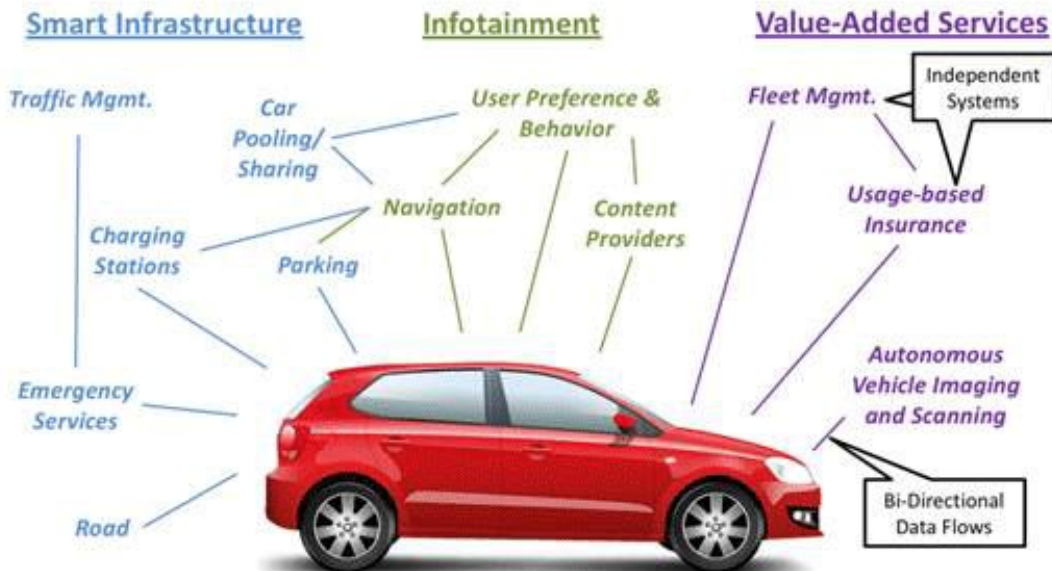 Smart Infrastructure
Infotainment
Value-Added Services
Traffic Mgmt.
Car
Pooling/
Sharing
User Preference &
Behavior
Fleet Mgmt.
Independent
Systems
Navigation
Content
Providers
Usage-based
Insurance
Charging
Stations
Parking
Emergency
Services
Autonomous
Vehicle Imaging
and Scanning
Road
Bi-Directional
Data Flows